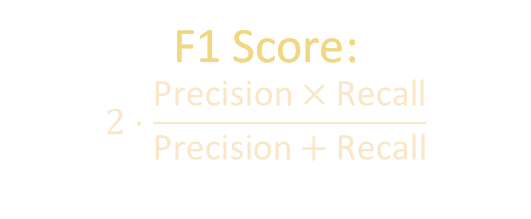 F1 Score:
Precision × Recall
2 ·
Precision + Recall